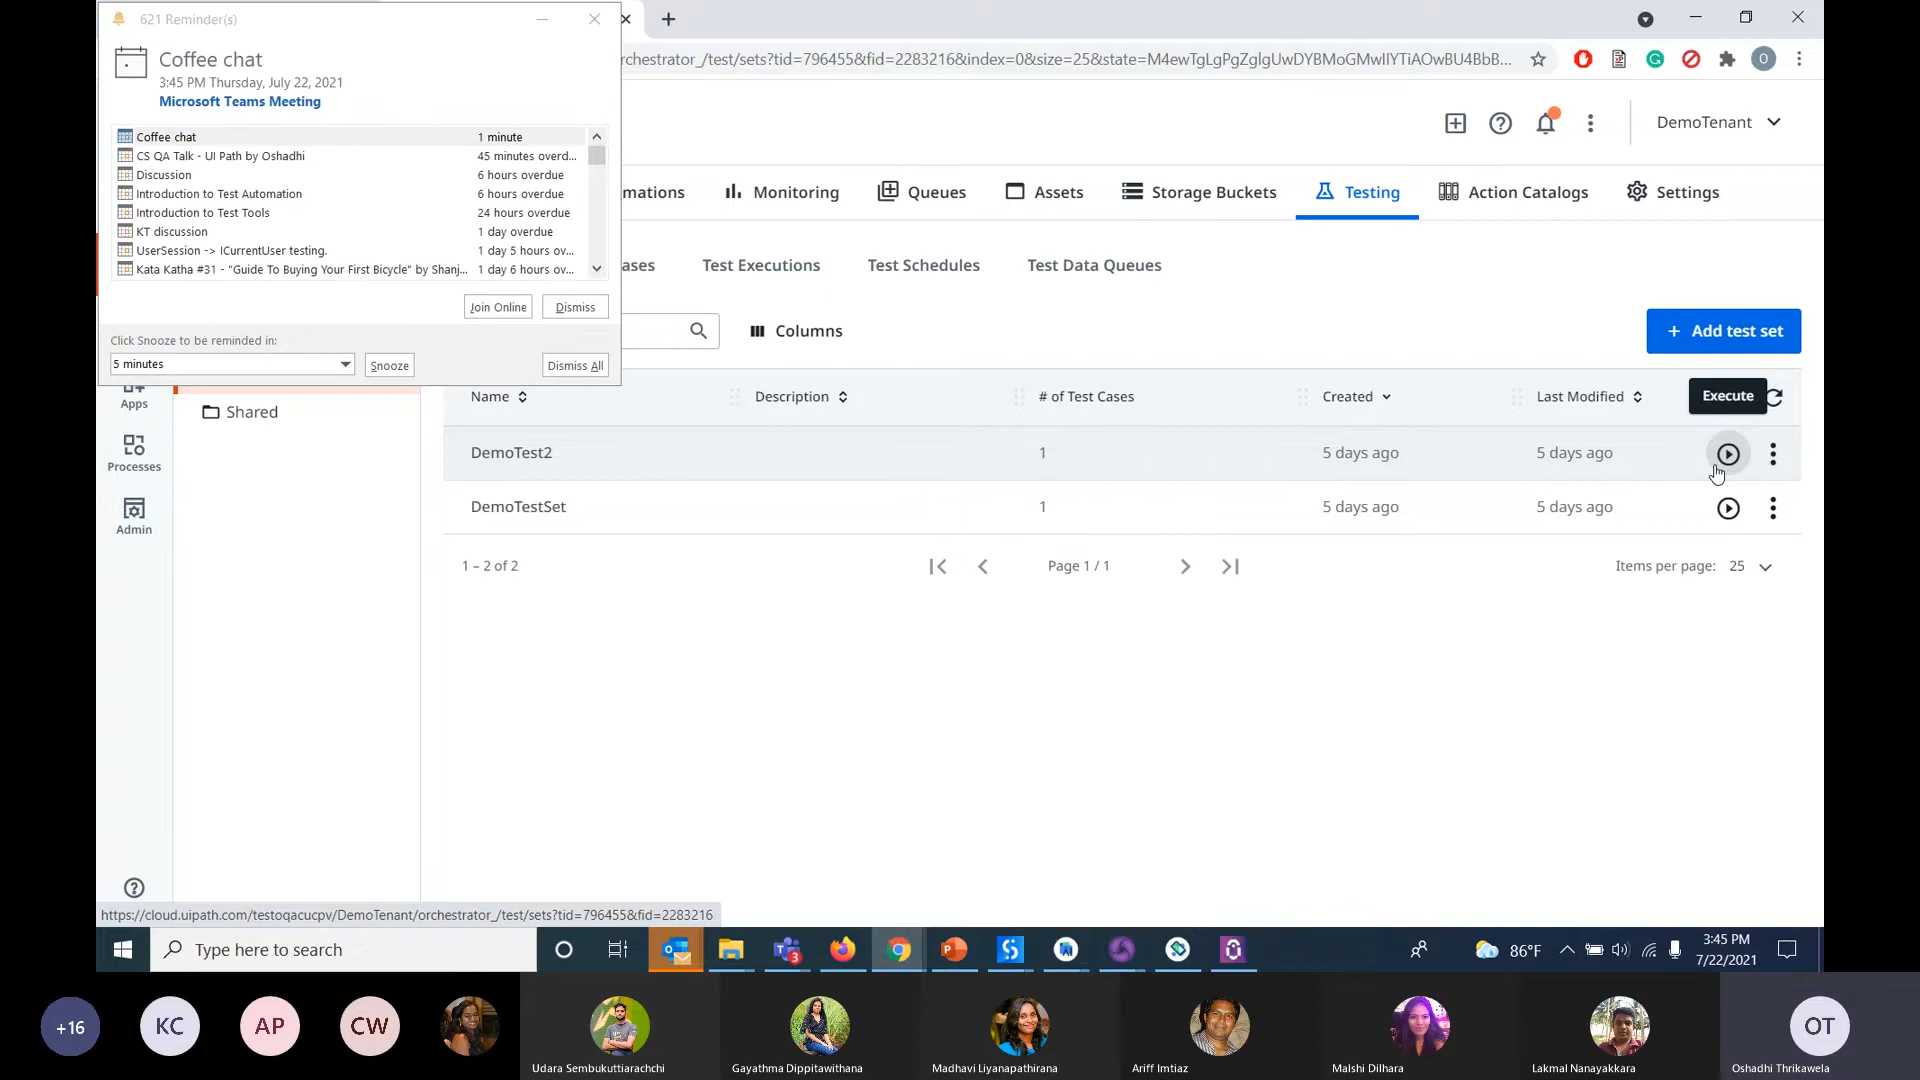 621 Reminder(s)
Coffee chat
3:45 PM Thursday, July 22, 2021
Microsoft Teams Meeting
Coffee chat 1 minute
CS QA Talk - UI Path by Oshadhi 45 minutes overd...
Discussion 6 hours overdue
Introduction to Test Automation 6 hours overdue
Introduction to Test Tools 24 hours overdue
KT discussion 1 day overdue
UserSession -> ICurrentUser testing. 1 day 5 hours ov...
Kata Katha #31 - "Guide To Buying Your First Bicycle" by Shanj... 1 day 6 hours ov...
Join Online Dismiss
Click Snooze to be reminded in:
5 minutes Snooze Dismiss All
rchestrator_/test/sets?tid=796455&fid=2283216&index=0&size=25&state=M4ewTgLgPgZglgUwDYBMoGMwIIYTiAOwBU4BbB...
O
DemoTenant
mations Monitoring Queues Assets Storage Buckets Testing Action Catalogs Settings
ases Test Executions Test Schedules Test Data Queues
Columns + Add test set
Apps
Shared
Processes
Admin
Name Description # of Test Cases Created Last Modified Execute
DemoTest2 1 5 days ago 5 days ago
DemoTestSet 1 5 days ago 5 days ago
1 – 2 of 2 Page 1 / 1 Items per page: 25
https://cloud.uipath.com/testoqacucpv/DemoTenant/orchestrator_/test/sets?tid=796455&fid=2283216
Type here to search
3
86°F
3:45 PM
7/22/2021
+16 KC AP CW OT
Udara Sembukuttiarachchi Gayathma Dippitawithana Madhavi Liyanapathirana Ariff Imtiaz Malshi Dilhara Lakmal Nanayakkara Oshadhi Thrikawela